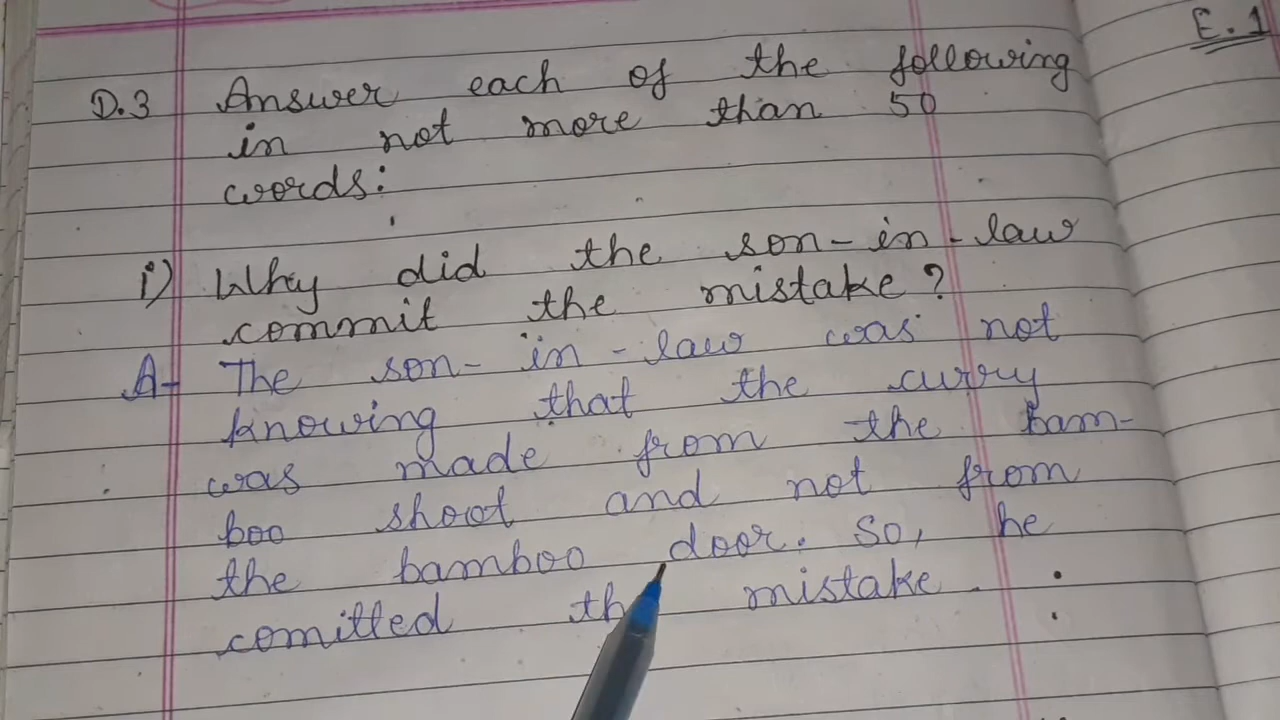 E.1
D.3 Answer each of the following
in not more than 50
words:
i) Why did the son-in-law
commit the mistake?
A- The son-in-law was not
knowing that the curry
was made from the bam-
boo shoot and not from
the bamboo door. So, he
comitted the mistake.